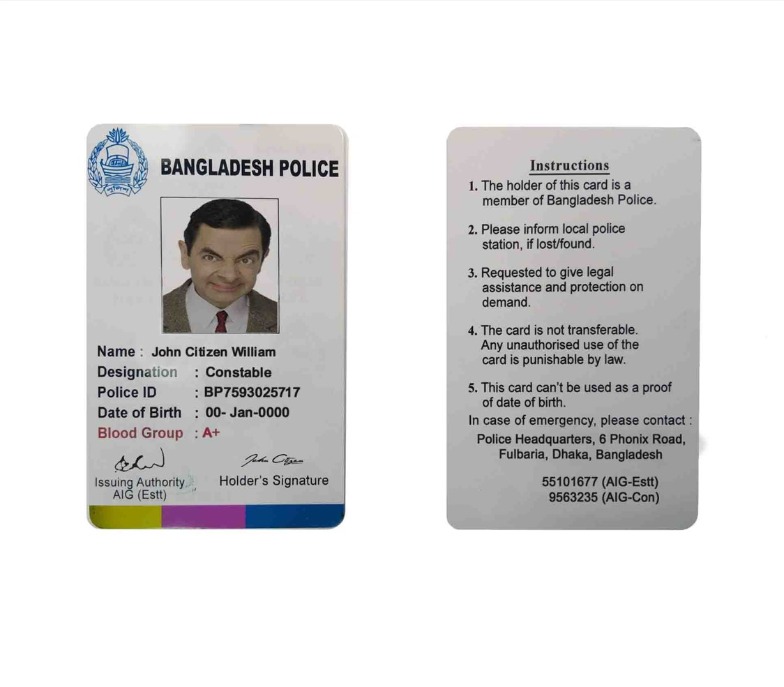 BANGLADESH POLICE
Name : John Citizen William
Designation : Constable
Police ID : BP7593025717
Date of Birth : 00- Jan-0000
Blood Group : A+
Issuing Authority
AIG (Estt)
John Citizen
Holder's Signature
Instructions
1. The holder of this card is a
member of Bangladesh Police.
2. Please inform local police
station, if lost/found.
3. Requested to give legal
assistance and protection on
demand.
4. The card is not transferable.
Any unauthorised use of the
card is punishable by law.
5. This card can't be used as a proof
of date of birth.
In case of emergency, please contact :
Police Headquarters, 6 Phonix Road,
Fulbaria, Dhaka, Bangladesh
55101677 (AIG-Estt)
9563235 (AIG-Con)